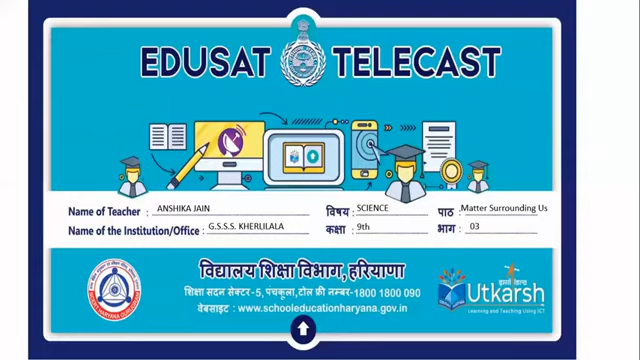 EDUSAT TELECAST
Name of Teacher : ANSHIKA JAIN विषय : SCIENCE पाठ : Matter Surrounding Us
Name of the Institution/Office : G.S.S.S. KHERLILALA कक्षा : 9th भाग : 03
विद्यालय शिक्षा विभाग, हरियाणा
शिक्षा सदन सेक्टर-5, पंचकूला, टोल फ्री नम्बर-1800 1800 090
वेबसाइट : www.schooleducationharyana.gov.in
Utkarsh
Learning and Teaching Using ICT